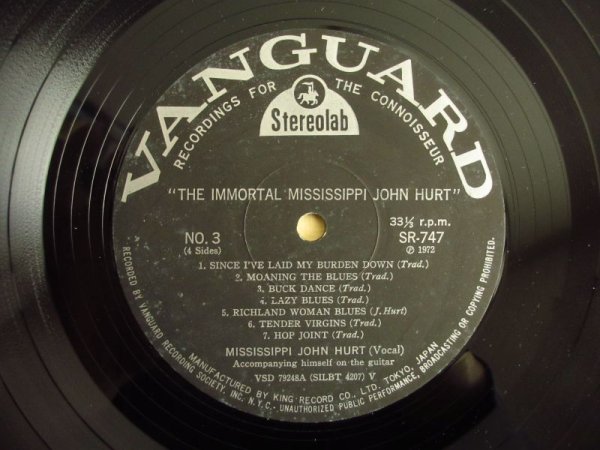 VANGUARD
RECORDINGS FOR THE CONNOISSEUR
Stereolab
"THE IMMORTAL MISSISSIPPI JOHN HURT"
NO. 3
(4 Sides)
33⅓ r.p.m.
SR-747
Ⓟ 1972
1. SINCE I'VE LAID MY BURDEN DOWN (Trad.)
2. MOANING THE BLUES (Trad.)
3. BUCK DANCE (Trad.)
4. LAZY BLUES (Trad.)
5. RICHLAND WOMAN BLUES (J. Hurt)
6. TENDER VIRGINS (Trad.)
7. HOP JOINT (Trad.)
MISSISSIPPI JOHN HURT (Vocal)
Accompanying himself on the guitar
VSD 79248A (SILBT 4207) V
MANUFACTURED BY KING RECORD CO., LTD. TOKYO, JAPAN
RECORDED BY VANGUARD RECORDING SOCIETY, INC. N.Y.C. - UNAUTHORIZED PUBLIC PERFORMANCE, BROADCASTING OR COPYING PROHIBITED.